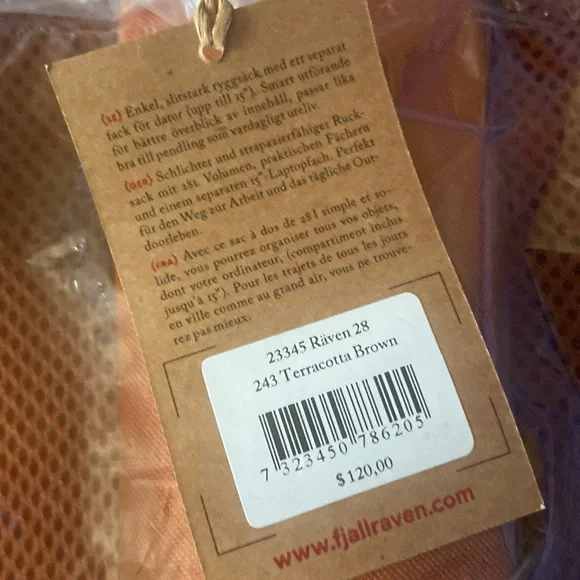 (SE) Enkel, slitstark ryggsäck med ett separat
fack för dator (upp till 15"). Smart utförande
för bättre överblick av innehåll, passar lika
bra till pendling som vardagligt uteliv.
(GER) Schlichter und strapazierfähiger Ruck-
sack mit 28L Volumen, praktischen Fächern
und einem separaten 15"-Laptopfach. Perfekt
für den Weg zur Arbeit und das tägliche Out-
doorleben.
(FRA) Avec ce sac à dos de 28 l simple et so-
lide, vous pourrez organiser tous vos objets,
dont votre ordinateur, (compartiment inclus
jusqu'à 15"). Pour les trajets de tous les jours
en ville comme au grand air, vous ne trouve-
rez pas mieux.
23345 Räven 28
243 Terracotta Brown
7 323450 786205
$120,00
www.fjallraven.com